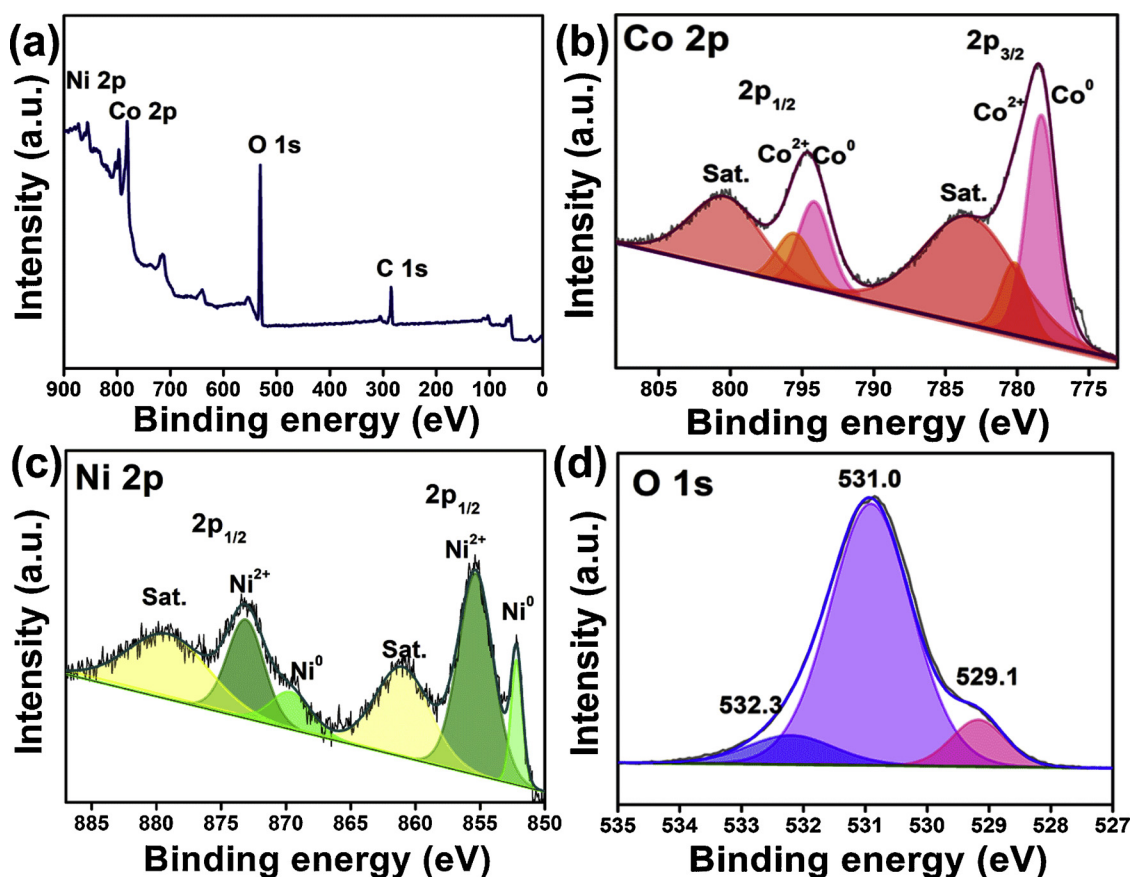 (a)
Ni 2p
Co 2p
O 1s
C 1s
Intensity (a.u.)
900 800 700 600 500 400 300 200 100 0
Binding energy (eV)
(b)
Co 2p
2p3/2
2p1/2
Co2+
Co0
Co2+ Co0
Sat.
Sat.
Intensity (a.u.)
805 800 795 790 785 780 775
Binding energy (eV)
(c)
Ni 2p
2p1/2
2p1/2
Ni2+
Ni2+
Sat.
Ni0
Ni0
Sat.
Intensity (a.u.)
885 880 875 870 865 860 855 850
Binding energy (eV)
(d)
O 1s
531.0
529.1
532.3
Intensity (a.u.)
535 534 533 532 531 530 529 528 527
Binding energy (eV)